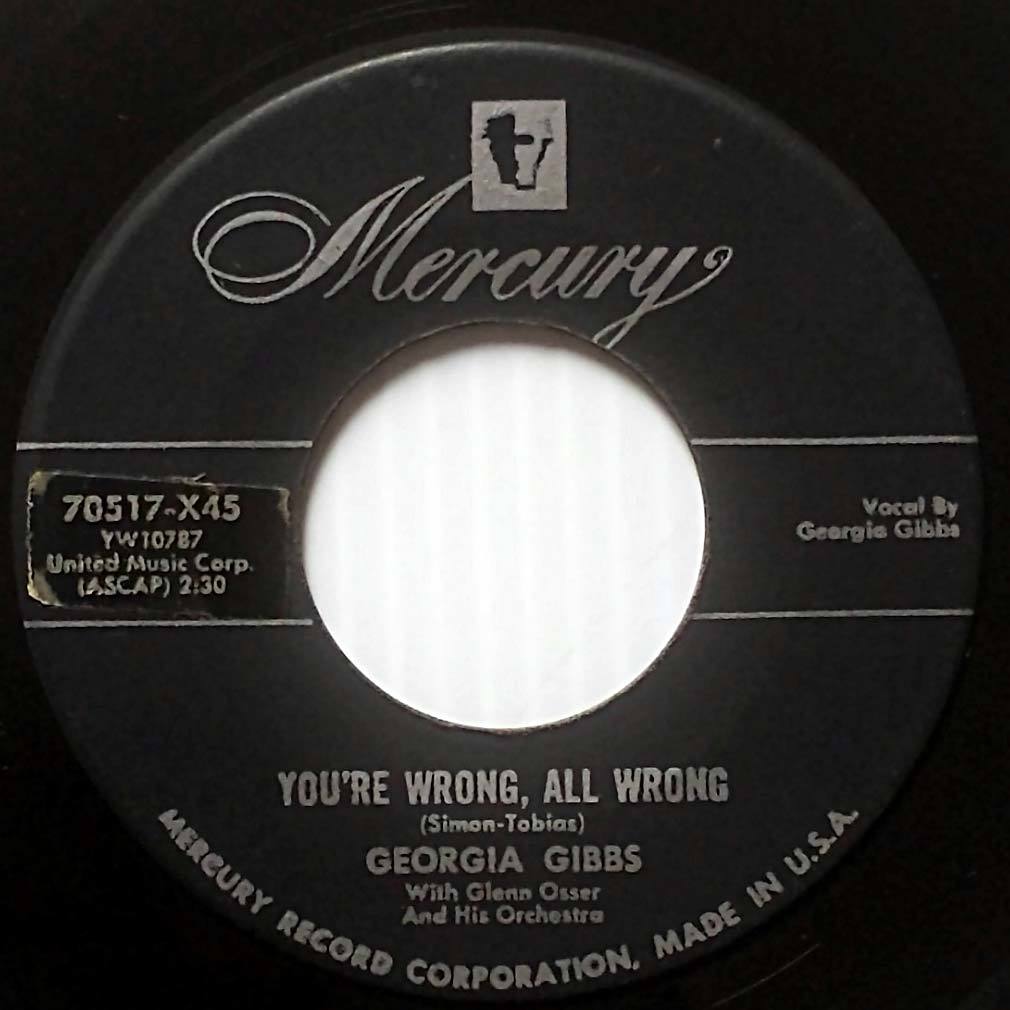 Mercury
70517-X45
YW10787
United Music Corp.
(ASCAP) 2:30
Vocal By
Georgia Gibbs
YOU'RE WRONG, ALL WRONG
(Simon-Tobias)
GEORGIA GIBBS
With Glenn Osser
And His Orchestra
MERCURY RECORD CORPORATION, MADE IN U.S.A.